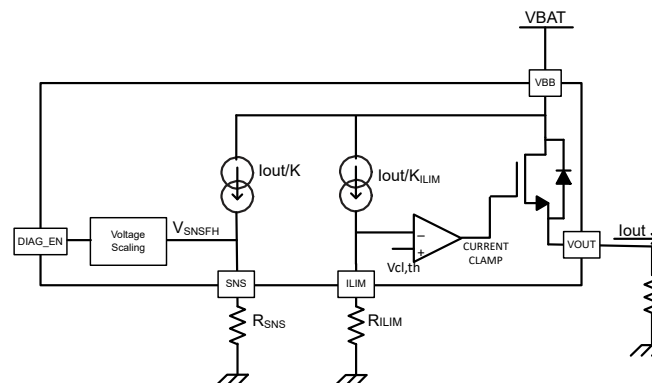 VBAT
VBB
Iout/K
Iout/KILIM
DIAG_EN
Voltage
Scaling
VSNSFH
–
+
Vcl,th
CURRENT
CLAMP
VOUT
Iout
SNS
ILIM
RSNS
RILIM